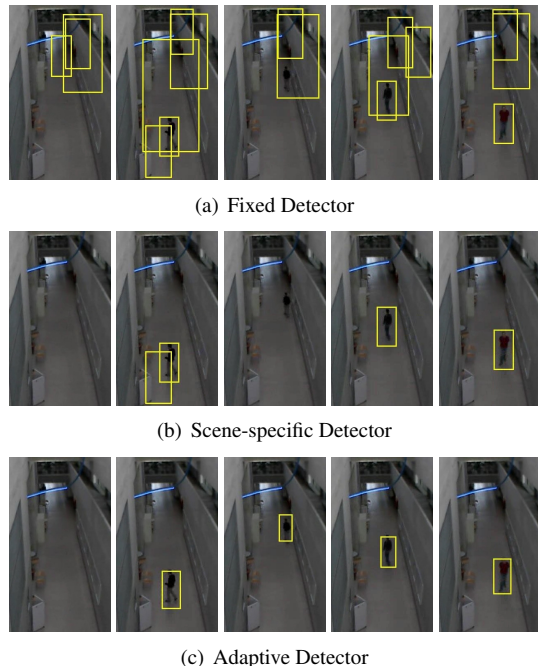 (a) Fixed Detector
(b) Scene-specific Detector
(c) Adaptive Detector